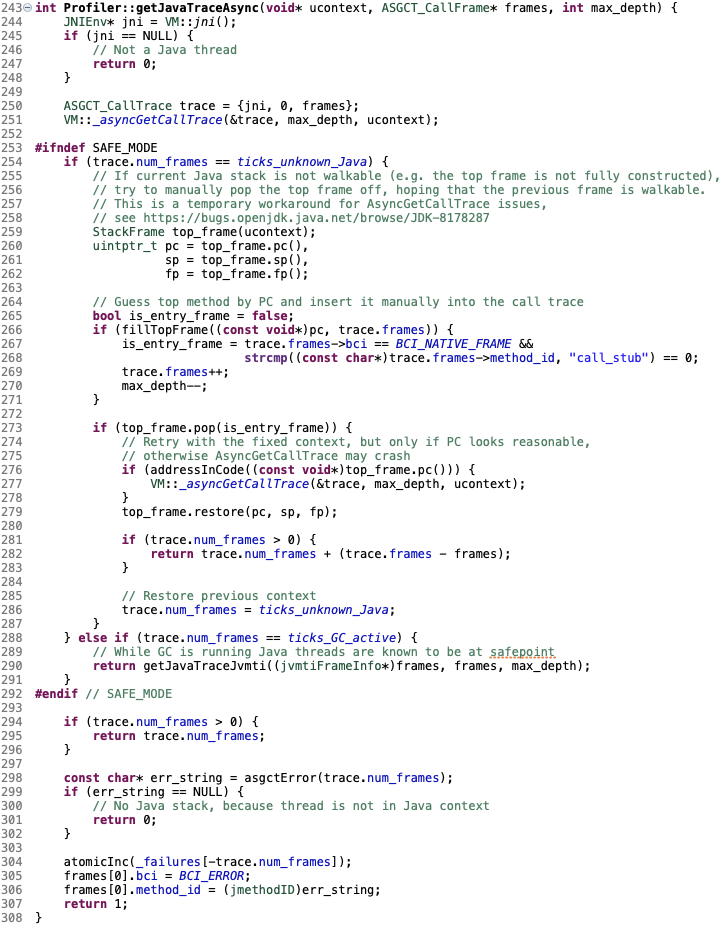 243 int Profiler::getJavaTraceAsync(void* ucontext, ASGCT_CallFrame* frames, int max_depth) {
244     JNIEnv* jni = VM::jni();
245     if (jni == NULL) {
246         // Not a Java thread
247         return 0;
248     }
249
250     ASGCT_CallTrace trace = {jni, 0, frames};
251     VM::_asyncGetCallTrace(&trace, max_depth, ucontext);
252
253 #ifndef SAFE_MODE
254     if (trace.num_frames == ticks_unknown_Java) {
255         // If current Java stack is not walkable (e.g. the top frame is not fully constructed),
256         // try to manually pop the top frame off, hoping that the previous frame is walkable.
257         // This is a temporary workaround for AsyncGetCallTrace issues,
258         // see https://bugs.openjdk.java.net/browse/JDK-8178287
259         StackFrame top_frame(ucontext);
260         uintptr_t pc = top_frame.pc(),
261                   sp = top_frame.sp(),
262                   fp = top_frame.fp();
263
264         // Guess top method by PC and insert it manually into the call trace
265         bool is_entry_frame = false;
266         if (fillTopFrame((const void*)pc, trace.frames)) {
267             is_entry_frame = trace.frames->bci == BCI_NATIVE_FRAME &&
268                              strcmp((const char*)trace.frames->method_id, "call_stub") == 0;
269             trace.frames++;
270             max_depth--;
271         }
272
273         if (top_frame.pop(is_entry_frame)) {
274             // Retry with the fixed context, but only if PC looks reasonable,
275             // otherwise AsyncGetCallTrace may crash
276             if (addressInCode((const void*)top_frame.pc())) {
277                 VM::_asyncGetCallTrace(&trace, max_depth, ucontext);
278             }
279             top_frame.restore(pc, sp, fp);
280
281             if (trace.num_frames > 0) {
282                 return trace.num_frames + (trace.frames - frames);
283             }
284
285             // Restore previous context
286             trace.num_frames = ticks_unknown_Java;
287         }
288     } else if (trace.num_frames == ticks_GC_active) {
289         // While GC is running Java threads are known to be at safepoint
290         return getJavaTraceJvmti((jvmtiFrameInfo*)frames, frames, max_depth);
291     }
292 #endif // SAFE_MODE
293
294     if (trace.num_frames > 0) {
295         return trace.num_frames;
296     }
297
298     const char* err_string = asgctError(trace.num_frames);
299     if (err_string == NULL) {
300         // No Java stack, because thread is not in Java context
301         return 0;
302     }
303
304     atomicInc(_failures[-trace.num_frames]);
305     frames[0].bci = BCI_ERROR;
306     frames[0].method_id = (jmethodID)err_string;
307     return 1;
308 }